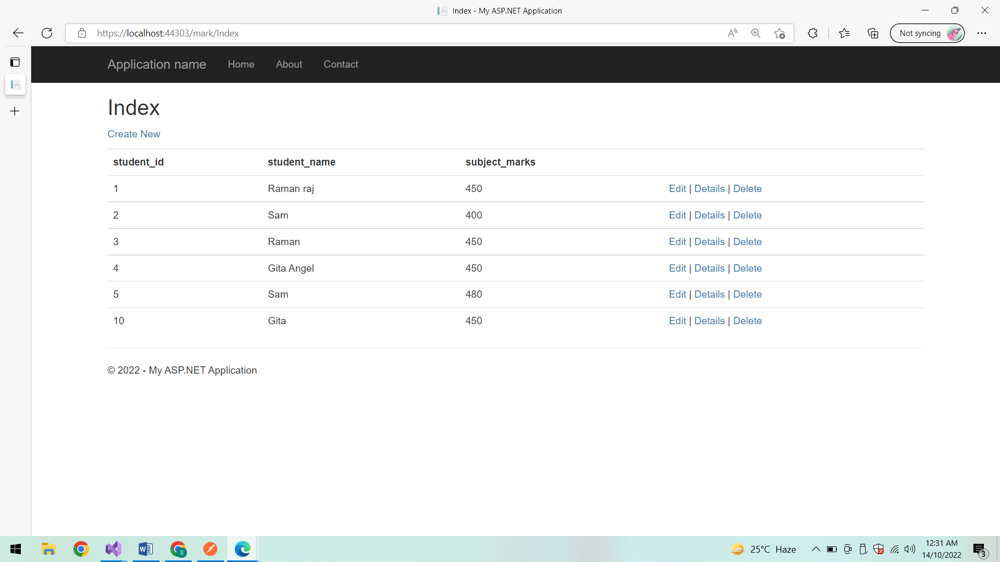 Index - My ASP.NET Application
https://localhost:44303/mark/Index
Not syncing
Application name Home About Contact
Index
Create New
student_id student_name subject_marks
1 Raman raj 450 Edit | Details | Delete
2 Sam 400 Edit | Details | Delete
3 Raman 450 Edit | Details | Delete
4 Gita Angel 450 Edit | Details | Delete
5 Sam 480 Edit | Details | Delete
10 Gita 450 Edit | Details | Delete
© 2022 - My ASP.NET Application
25°C Haze
12:31 AM
14/10/2022
3